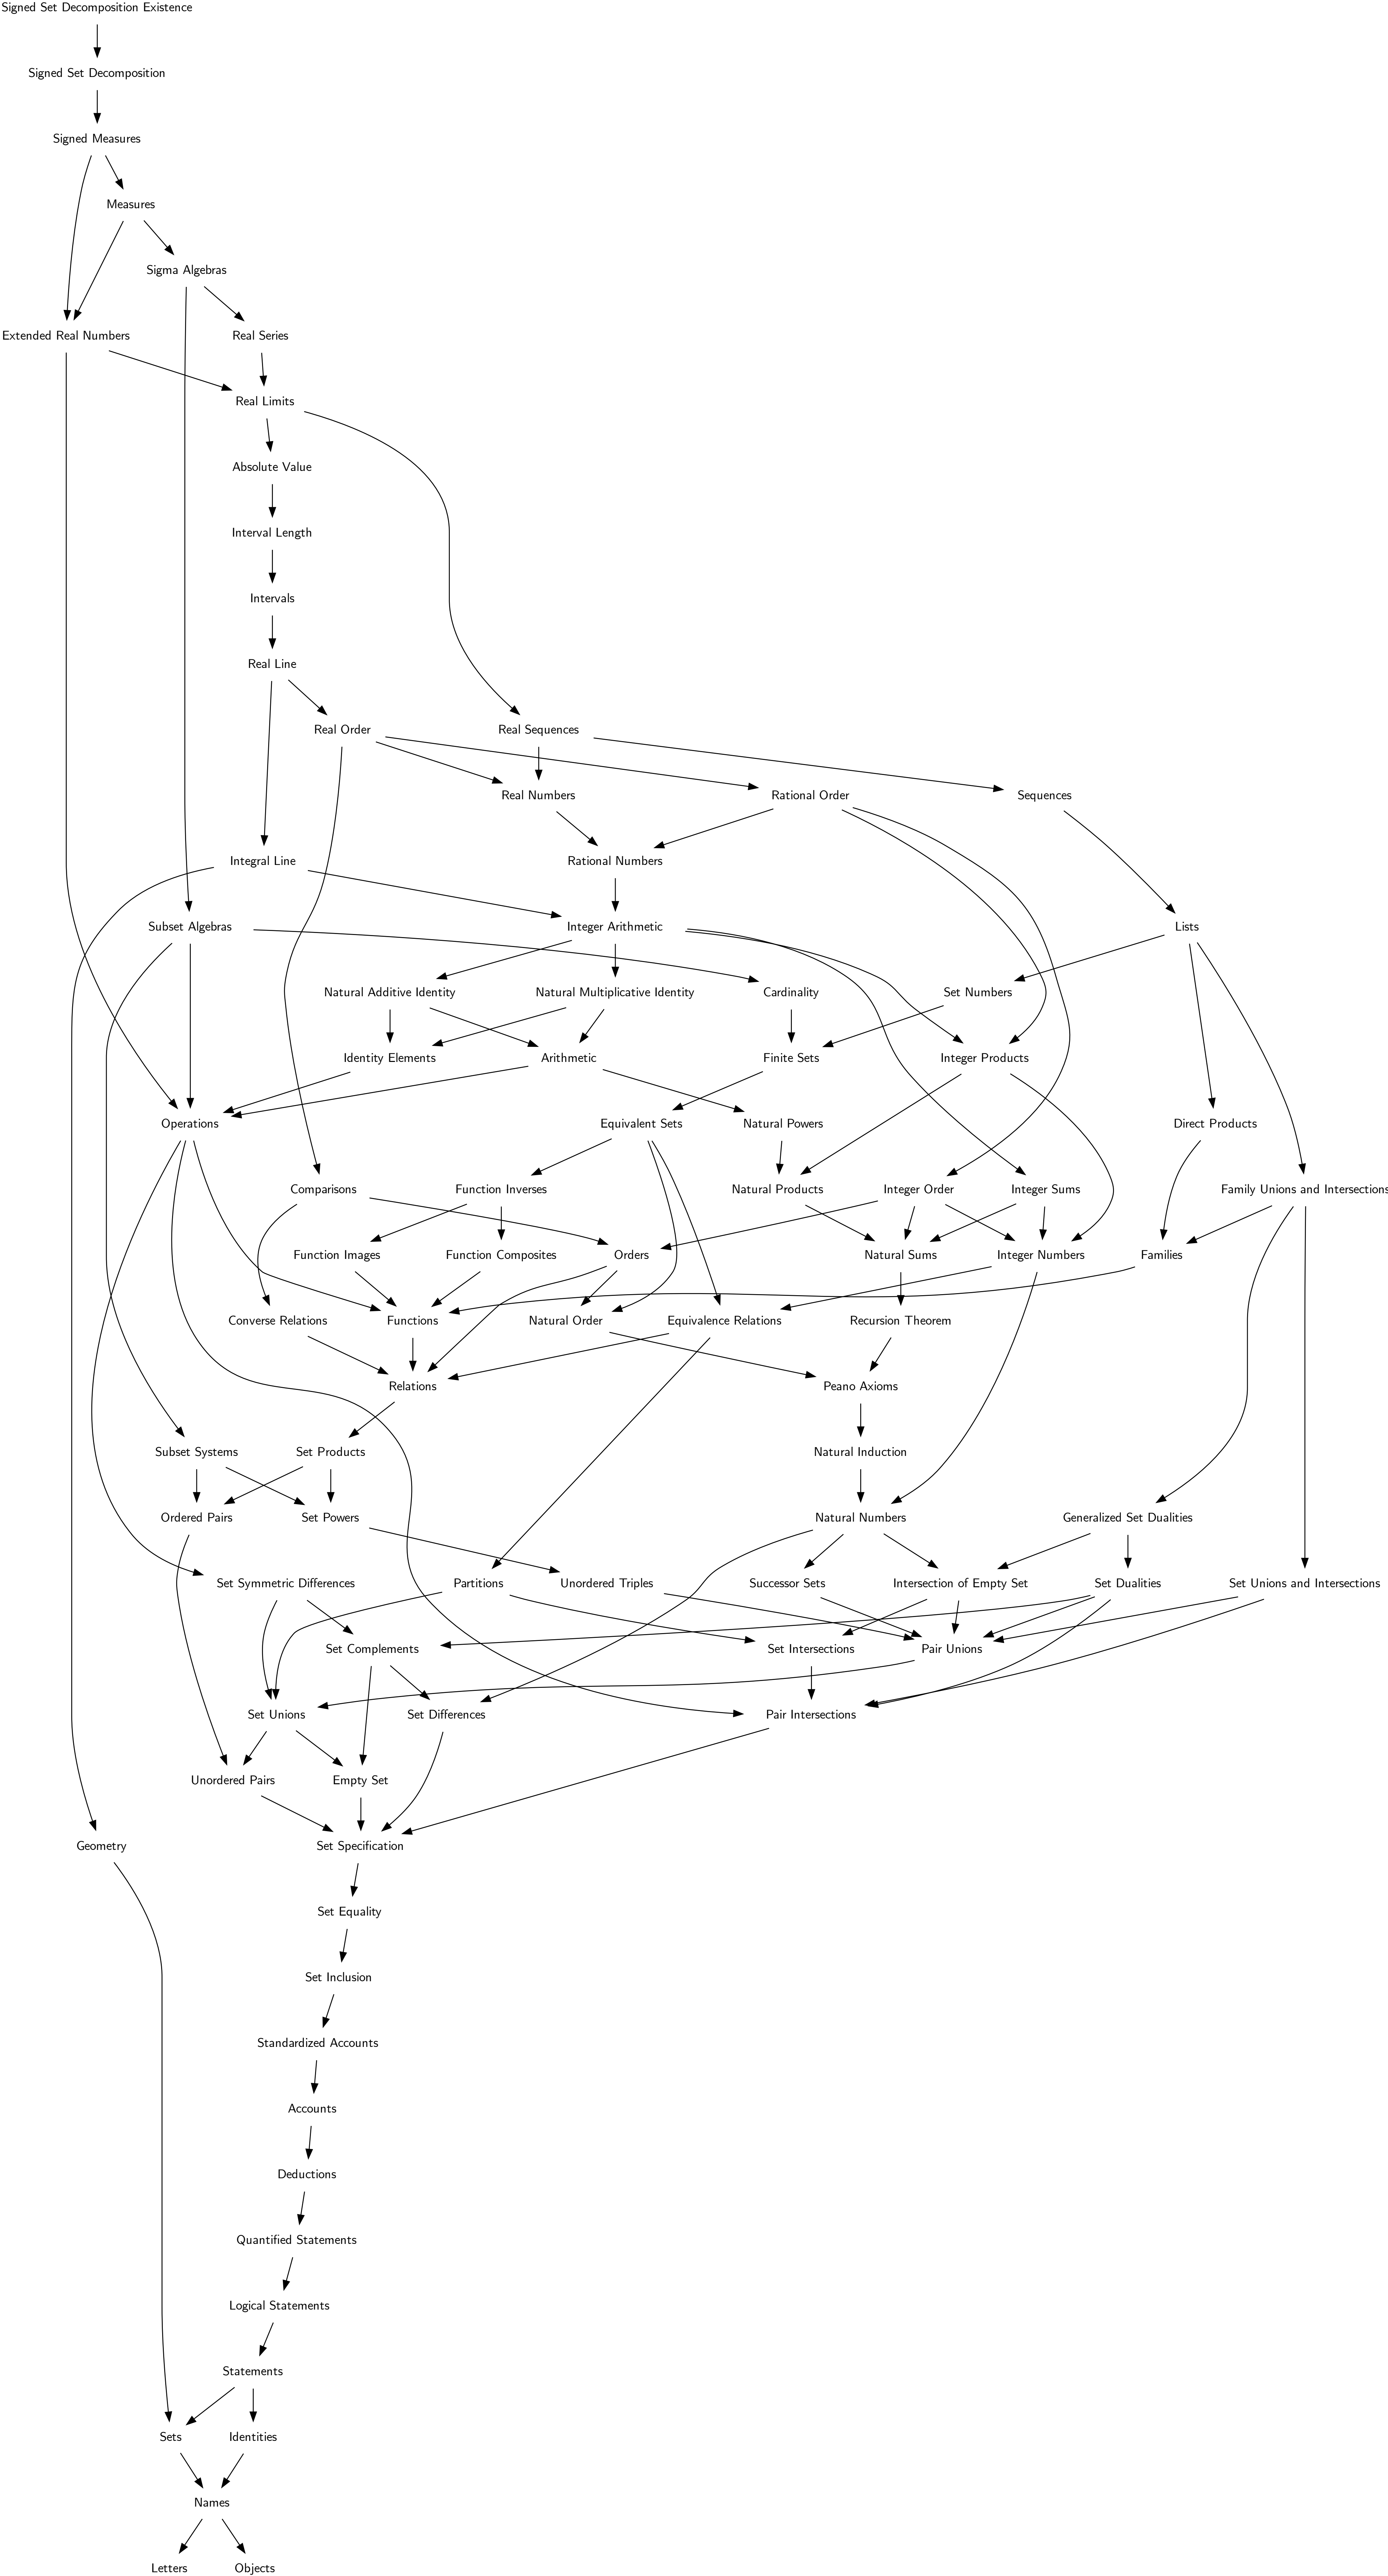 Signed Set Decomposition Existence
Signed Set Decomposition
Signed Measures
Measures
Sigma Algebras
Extended Real Numbers
Real Series
Real Limits
Absolute Value
Interval Length
Intervals
Real Line
Real Order
Real Sequences
Real Numbers
Rational Order
Sequences
Integral Line
Rational Numbers
Subset Algebras
Integer Arithmetic
Lists
Natural Additive Identity
Natural Multiplicative Identity
Cardinality
Set Numbers
Identity Elements
Arithmetic
Finite Sets
Integer Products
Operations
Equivalent Sets
Natural Powers
Direct Products
Comparisons
Function Inverses
Natural Products
Integer Order
Integer Sums
Family Unions and Intersections
Function Images
Function Composites
Orders
Natural Sums
Integer Numbers
Families
Converse Relations
Functions
Natural Order
Equivalence Relations
Recursion Theorem
Relations
Peano Axioms
Subset Systems
Set Products
Natural Induction
Ordered Pairs
Set Powers
Natural Numbers
Generalized Set Dualities
Set Symmetric Differences
Partitions
Unordered Triples
Successor Sets
Intersection of Empty Set
Set Dualities
Set Unions and Intersections
Set Complements
Set Intersections
Pair Unions
Set Unions
Set Differences
Pair Intersections
Unordered Pairs
Empty Set
Geometry
Set Specification
Set Equality
Set Inclusion
Standardized Accounts
Accounts
Deductions
Quantified Statements
Logical Statements
Statements
Sets
Identities
Names
Letters
Objects